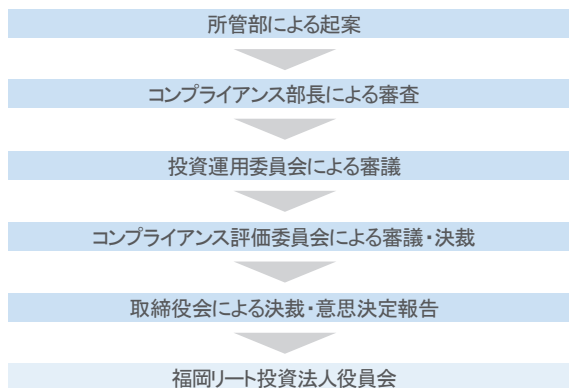 所管部による起案
コンプライアンス部長による審査
投資運用委員会による審議
コンプライアンス評価委員会による審議・決裁
取締役会による決裁・意思決定報告
福岡リート投資法人役員会